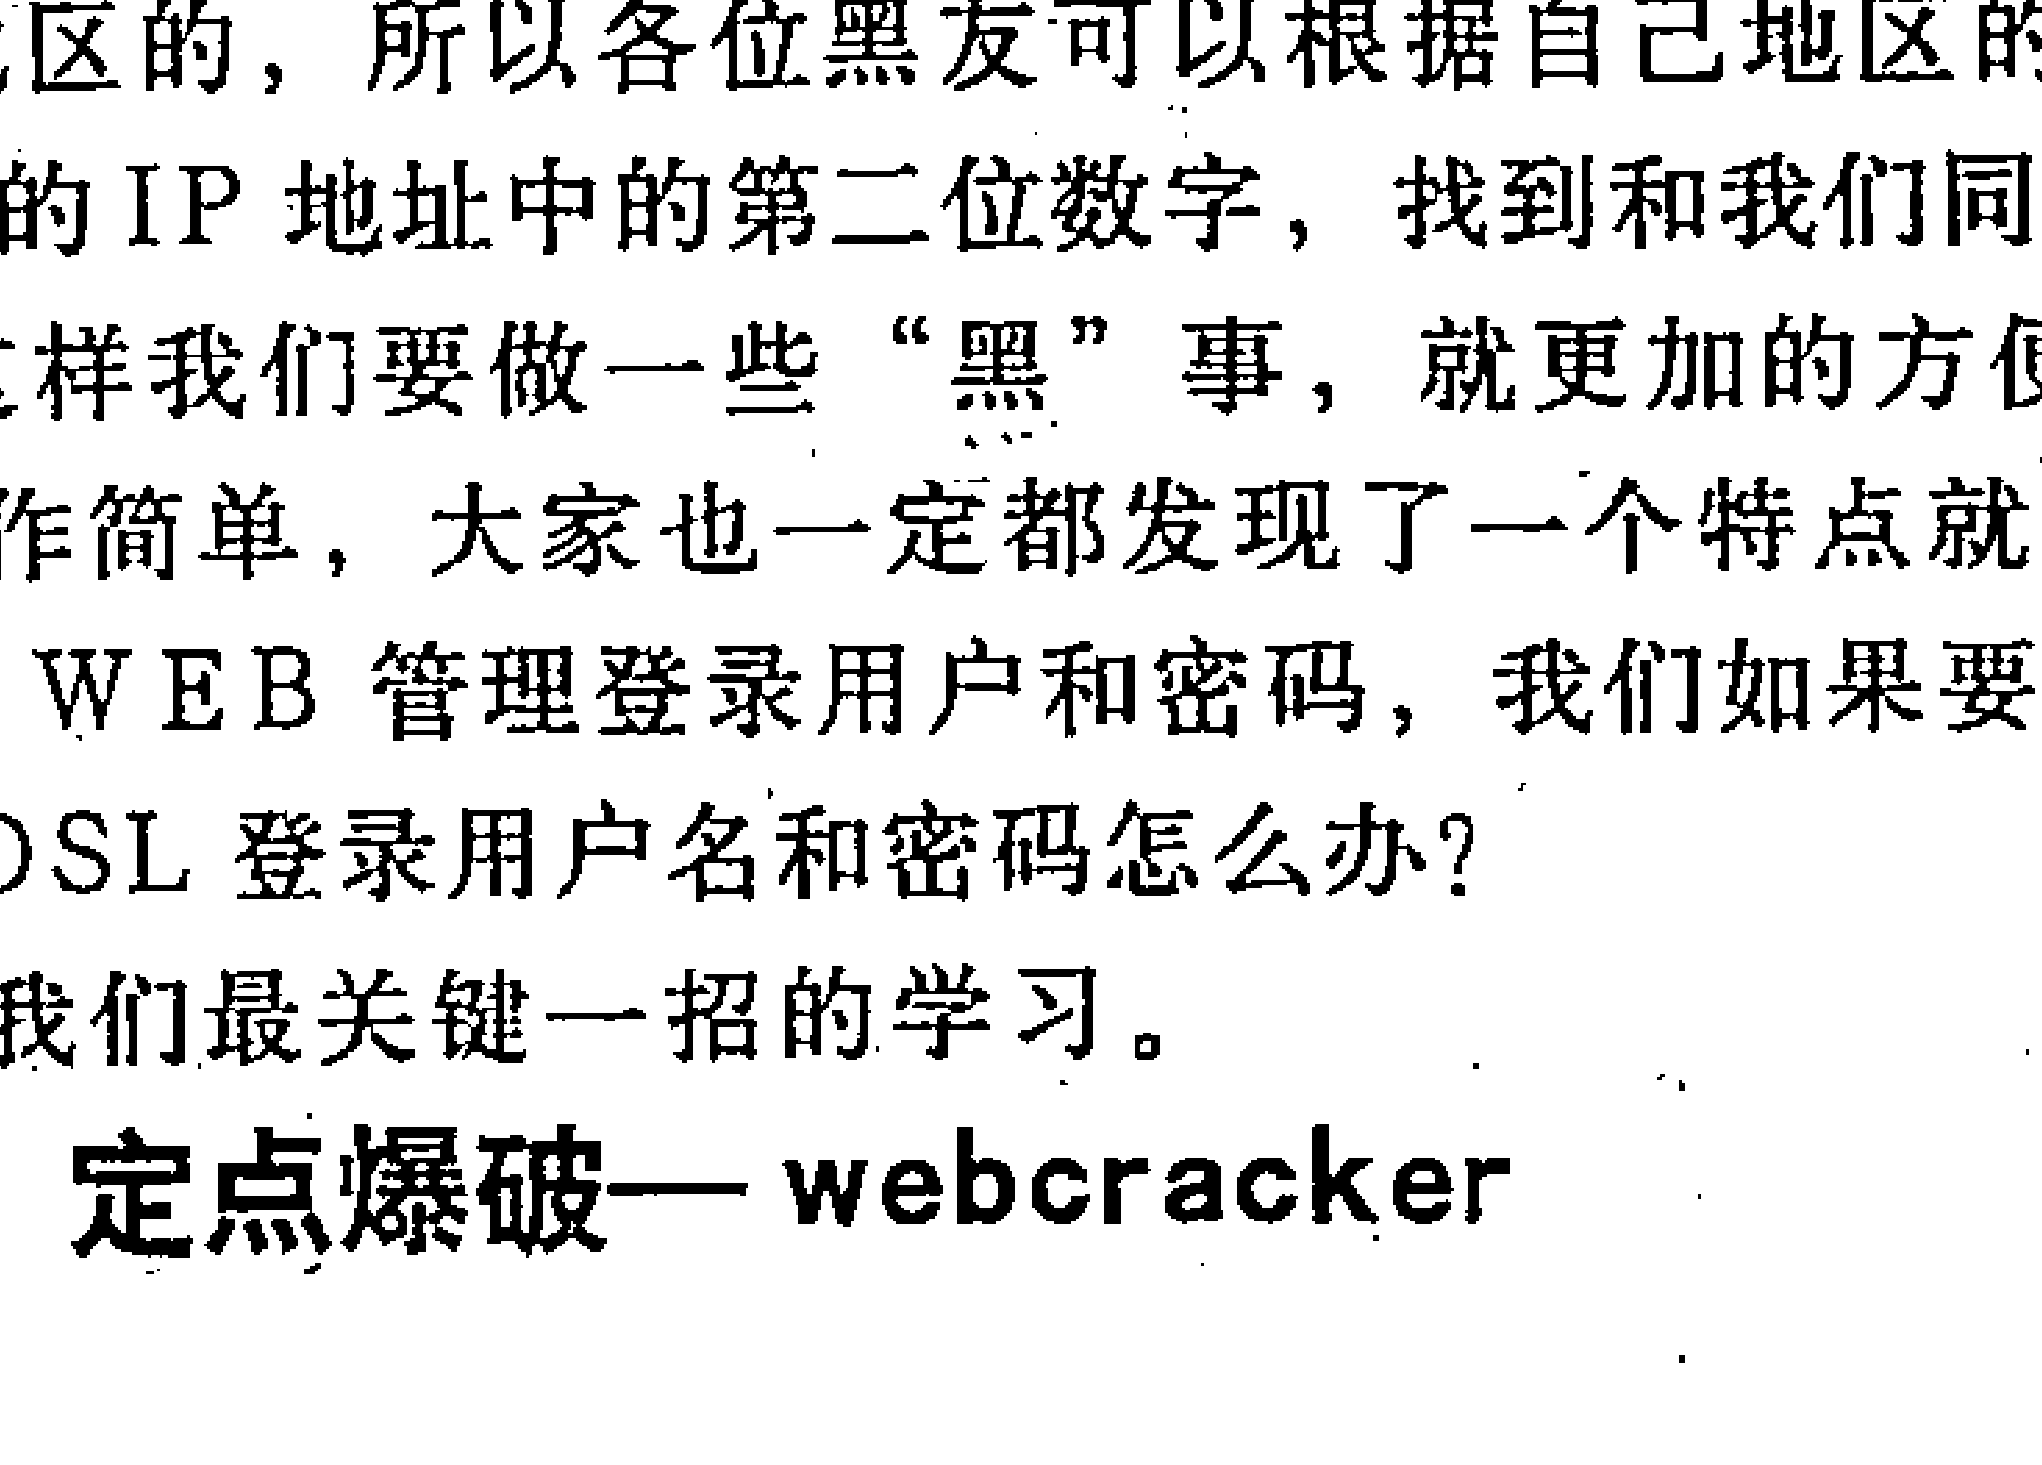 区的，所以各位黑友可以根据自己地区的
的IP 地址中的第二位数字，找到和我们同
样我们要做一些“黑”事，就更加的方便
作简单，大家也一定都发现了一个特点就
WEB 管理登录用户和密码，我们如果要
DSL 登录用户名和密码怎么办?
我们最关键一招的学习。
定点爆破— webcracker